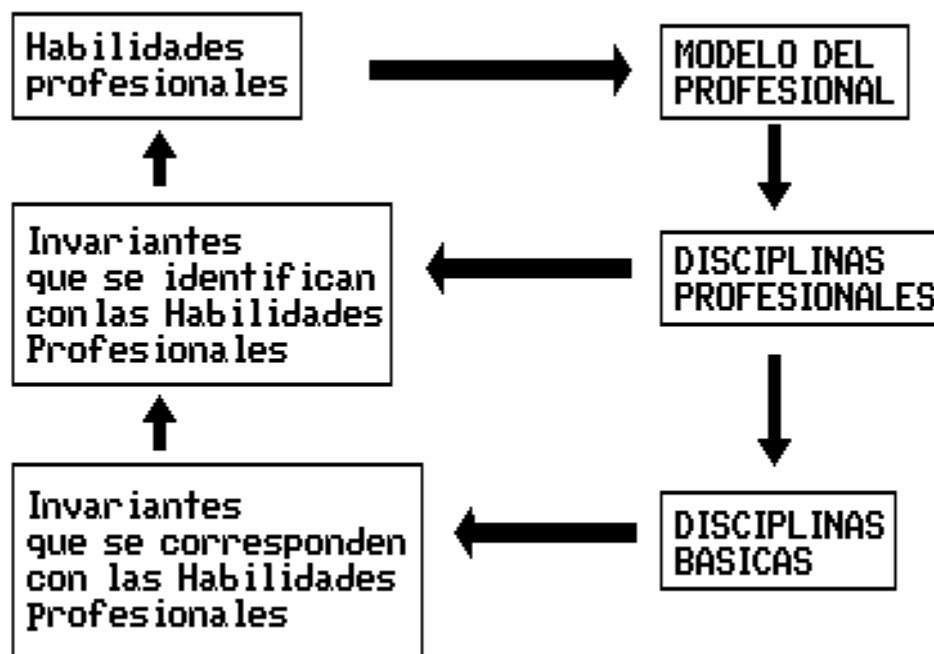 Habilidades
profesionales
MODELO DEL
PROFESIONAL
Invariantes
que se identifican
con las Habilidades
Profesionales
DISCIPLINAS
PROFESIONALES
Invariantes
que se corresponden
con las Habilidades
Profesionales
DISCIPLINAS
BASICAS